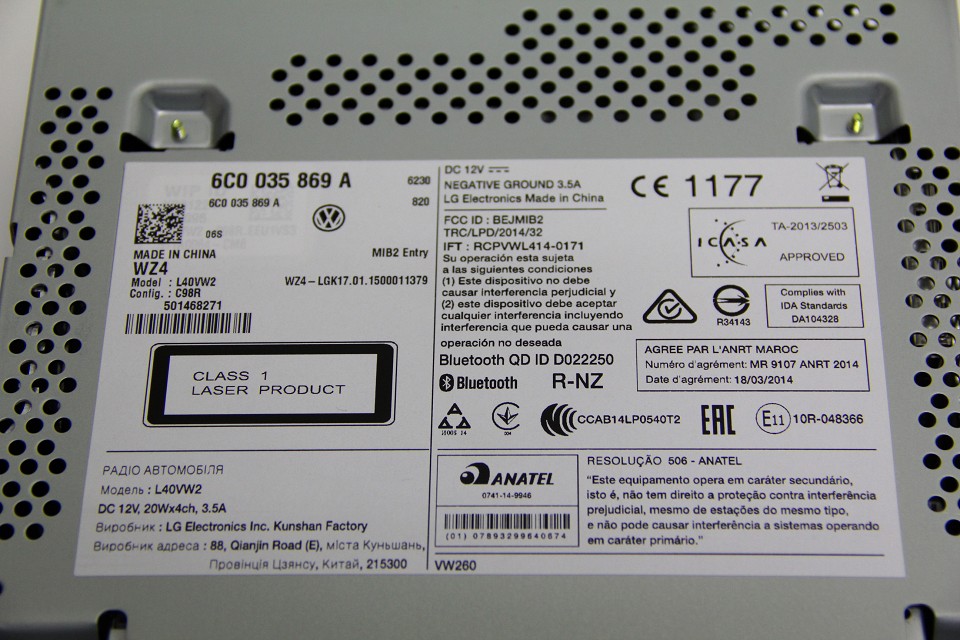 6C0 035 869 A
6230
6C0 035 869 A
820
06S
MADE IN CHINA
MIB2 Entry
WZ4
Model : L40VW2
WZ4-LGK17.01.1500011379
Config. : C98R
501468271
CLASS 1
LASER PRODUCT
РАДІО АВТОМОБІЛЯ
Модель : L40VW2
DC 12V, 20Wx4ch, 3.5A
Виробник : LG Electronics Inc. Kunshan Factory
Виробник адреса : 88, Qianjin Road (E), міста Куньшань,
Провінція Цзянсу, Китай, 215300
DC 12V
NEGATIVE GROUND 3.5A
LG Electronics Made in China
CE 1177
FCC ID : BEJMIB2
TRC/LPD/2014/32
IFT : RCPVWL414-0171
Su operación esta sujeta
a las siguientes condiciones
(1) Este dispositivo no debe
causar interferencia perjudicial y
(2) este dispositivo debe aceptar
cualquier interferencia incluyendo
interferencia que pueda causar una
operación no deseada
ICASA
TA-2013/2503
APPROVED
R34143
Complies with
IDA Standards
DA104328
Bluetooth QD ID D022250
Bluetooth
R-NZ
AGREE PAR L'ANRT MAROC
Numéro d'agrément: MR 9107 ANRT 2014
Date d'agrément: 18/03/2014
CCAB14LP0540T2
EAC
E11
10R-048366
ANATEL
0741-14-9946
(01) 07893299640674
RESOLUÇÃO 506 - ANATEL
"Este equipamento opera em caráter secundário,
isto é, não tem direito a proteção contra interferência
prejudicial, mesmo de estações do mesmo tipo,
e não pode causar interferência a sistemas operando
em caráter primário."
VW260